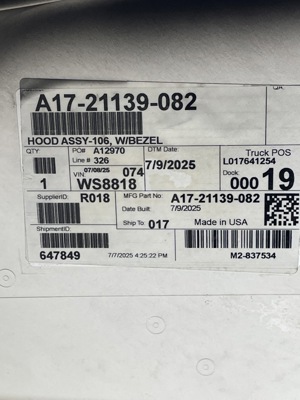 QA
A17-21139-082
HOOD ASSY-106, W/BEZEL
QTY: PO# A12970 DTM Date: Truck POS
Line # 326 L017641254
07/08/25 074 7/9/2025 Dock:
VIN
1 WS8818 000 19
SupplierID: R018 MFG Part No: A17-21139-082
Date Built: 7/9/2025
Ship To: 017 Made in USA
ShipmentID:
647849 7/7/2025 4:25:22 PM M2-837534